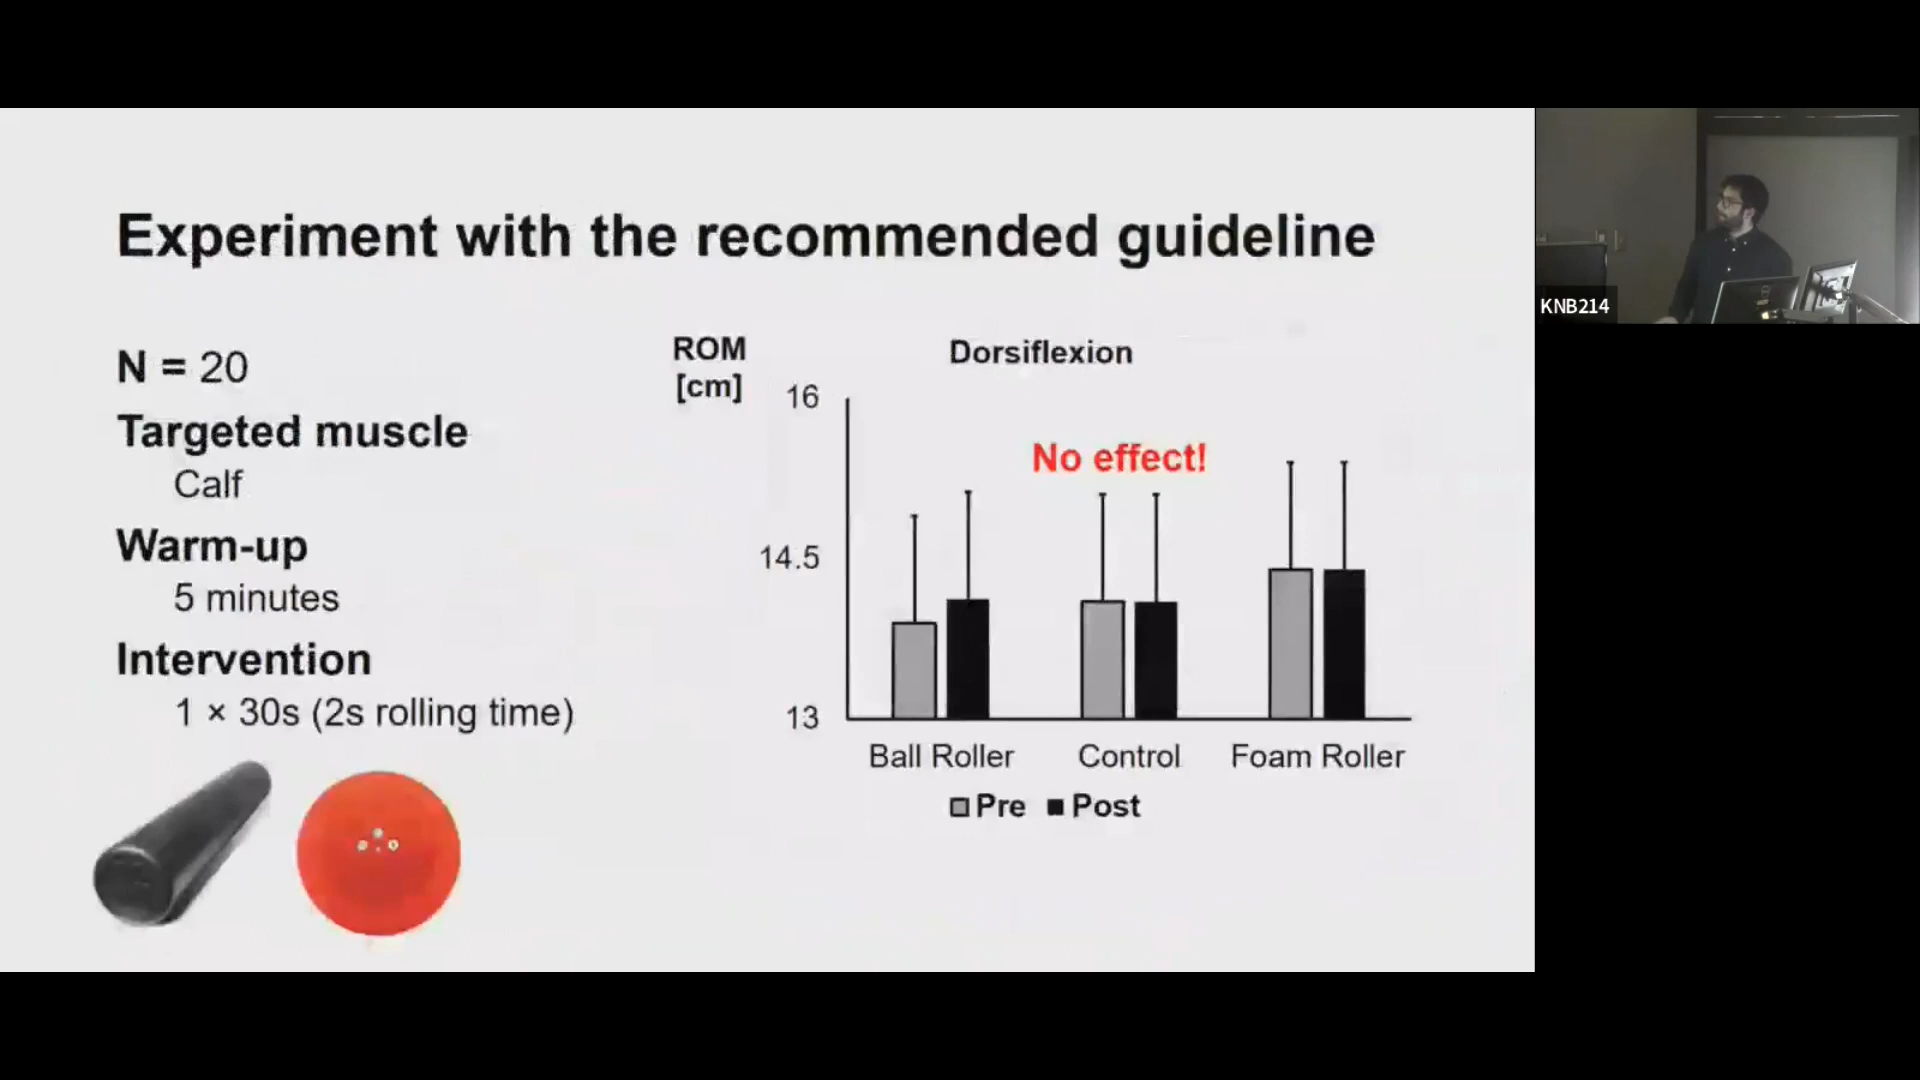 Experiment with the recommended guideline
N = 20
Targeted muscle
Calf
Warm-up
5 minutes
Intervention
1 × 30s (2s rolling time)
ROM
[cm]
Dorsiflexion
16
No effect!
14.5
13
Ball Roller Control Foam Roller
Pre Post
KNB214